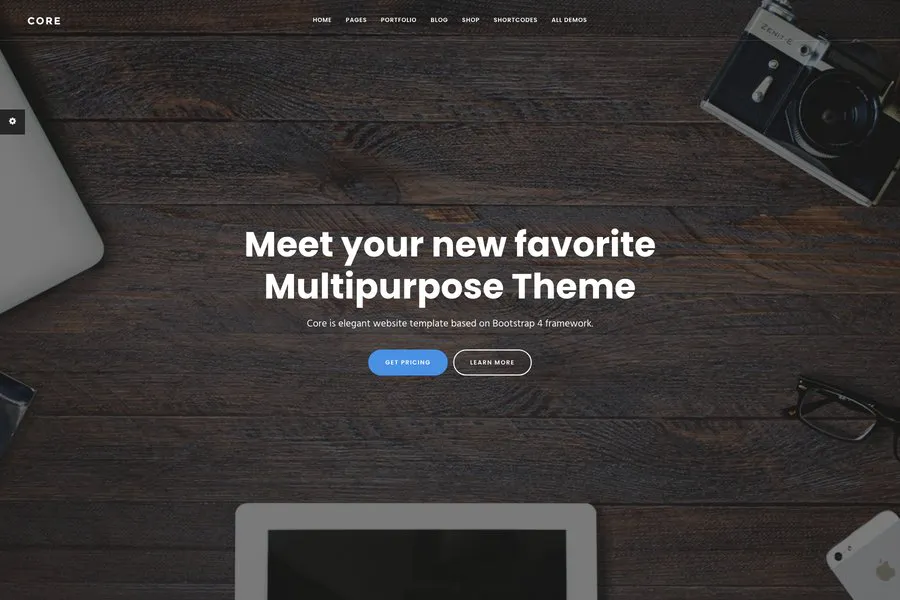 CORE
HOME PAGES PORTFOLIO BLOG SHOP SHORTCODES ALL DEMOS
ZENIT-E
Meet your new favorite
Multipurpose Theme
Core is elegant website template based on Bootstrap 4 framework.
GET PRICING LEARN MORE